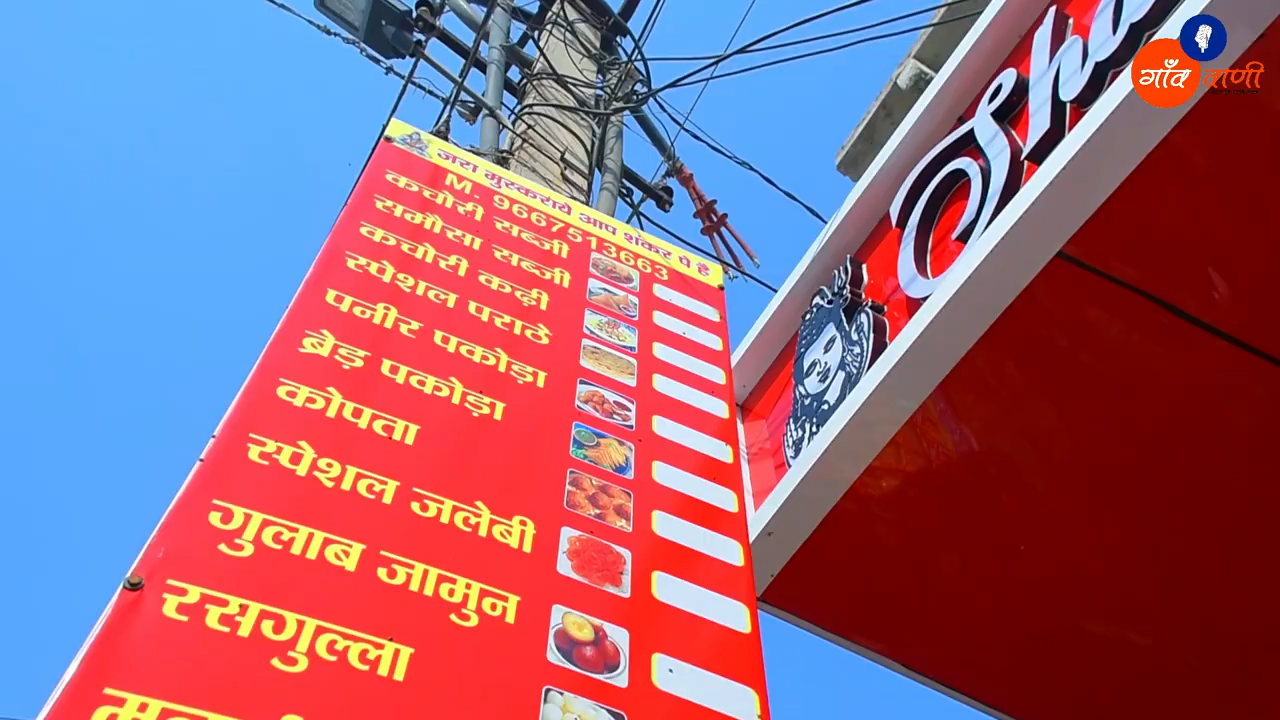 जरा मुस्कराये आप शंकर पे है
M. 9667513663
कचोरी सब्जी
समौसा सब्जी
कचोरी कढ़ी
स्पेशल पराठे
पनीर पकोड़ा
ब्रेड़ पकोड़ा
कोपता
स्पेशल जलेबी
गुलाब जामुन
रसगुल्ला
गाँव वाणी